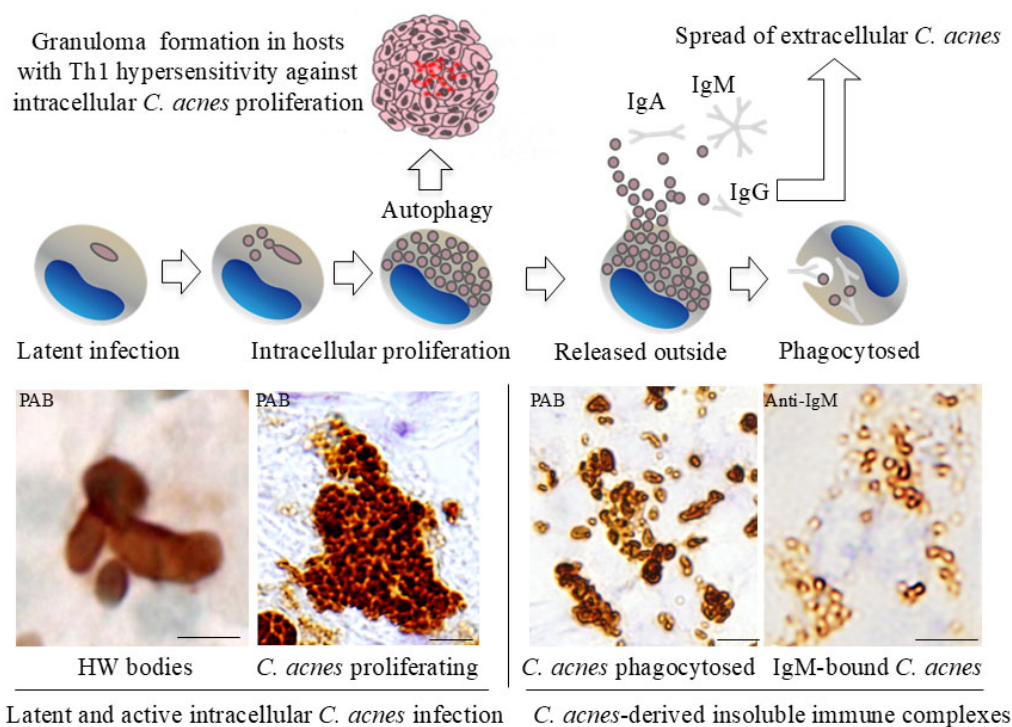 Granuloma formation in hosts
with Th1 hypersensitivity against
intracellular C. acnes proliferation
Spread of extracellular C. acnes
IgA
IgM
IgG
Autophagy
Latent infection
Intracellular proliferation
Released outside
Phagocytosed
PAB
PAB
PAB
Anti-IgM
HW bodies
C. acnes proliferating
C. acnes phagocytosed
IgM-bound C. acnes
Latent and active intracellular C. acnes infection
C. acnes-derived insoluble immune complexes